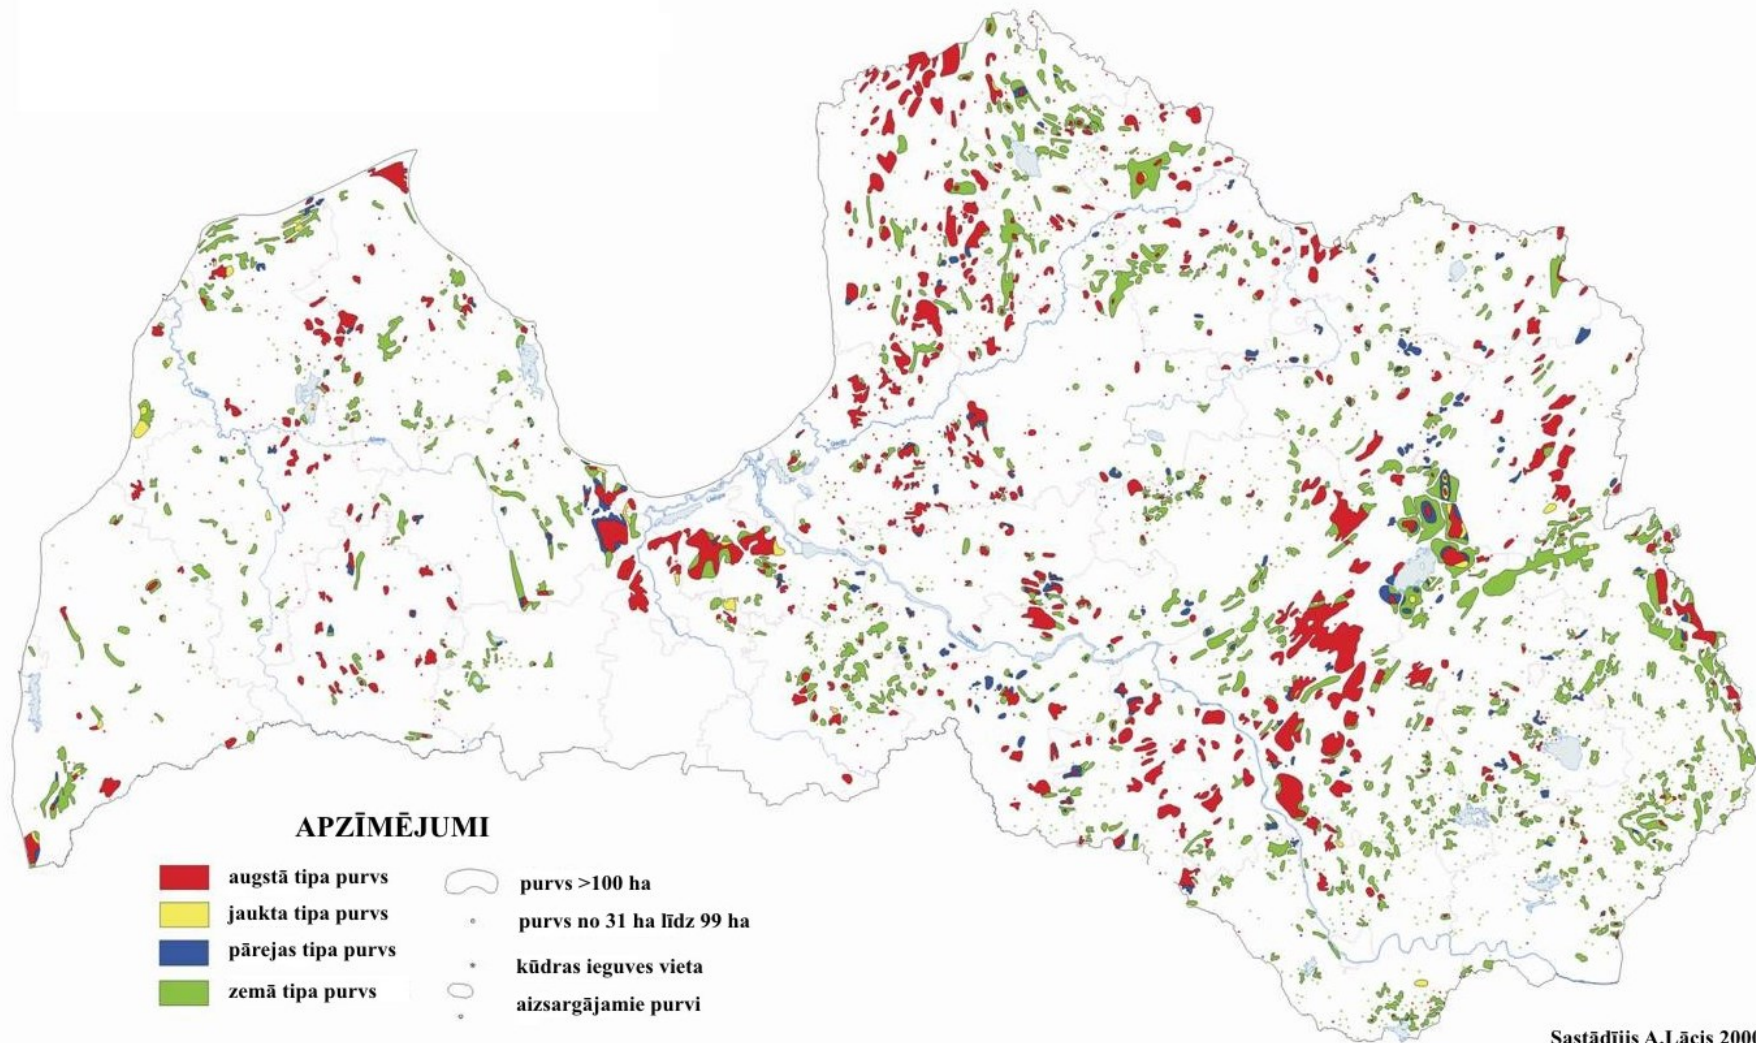 APZĪMĒJUMI
augstā tipa purvs
jaukta tipa purvs
pārejas tipa purvs
zemā tipa purvs
purvs >100 ha
purvs no 31 ha līdz 99 ha
kūdras ieguves vieta
aizsargājamie purvi
Sastādījis A.Lācis 2000